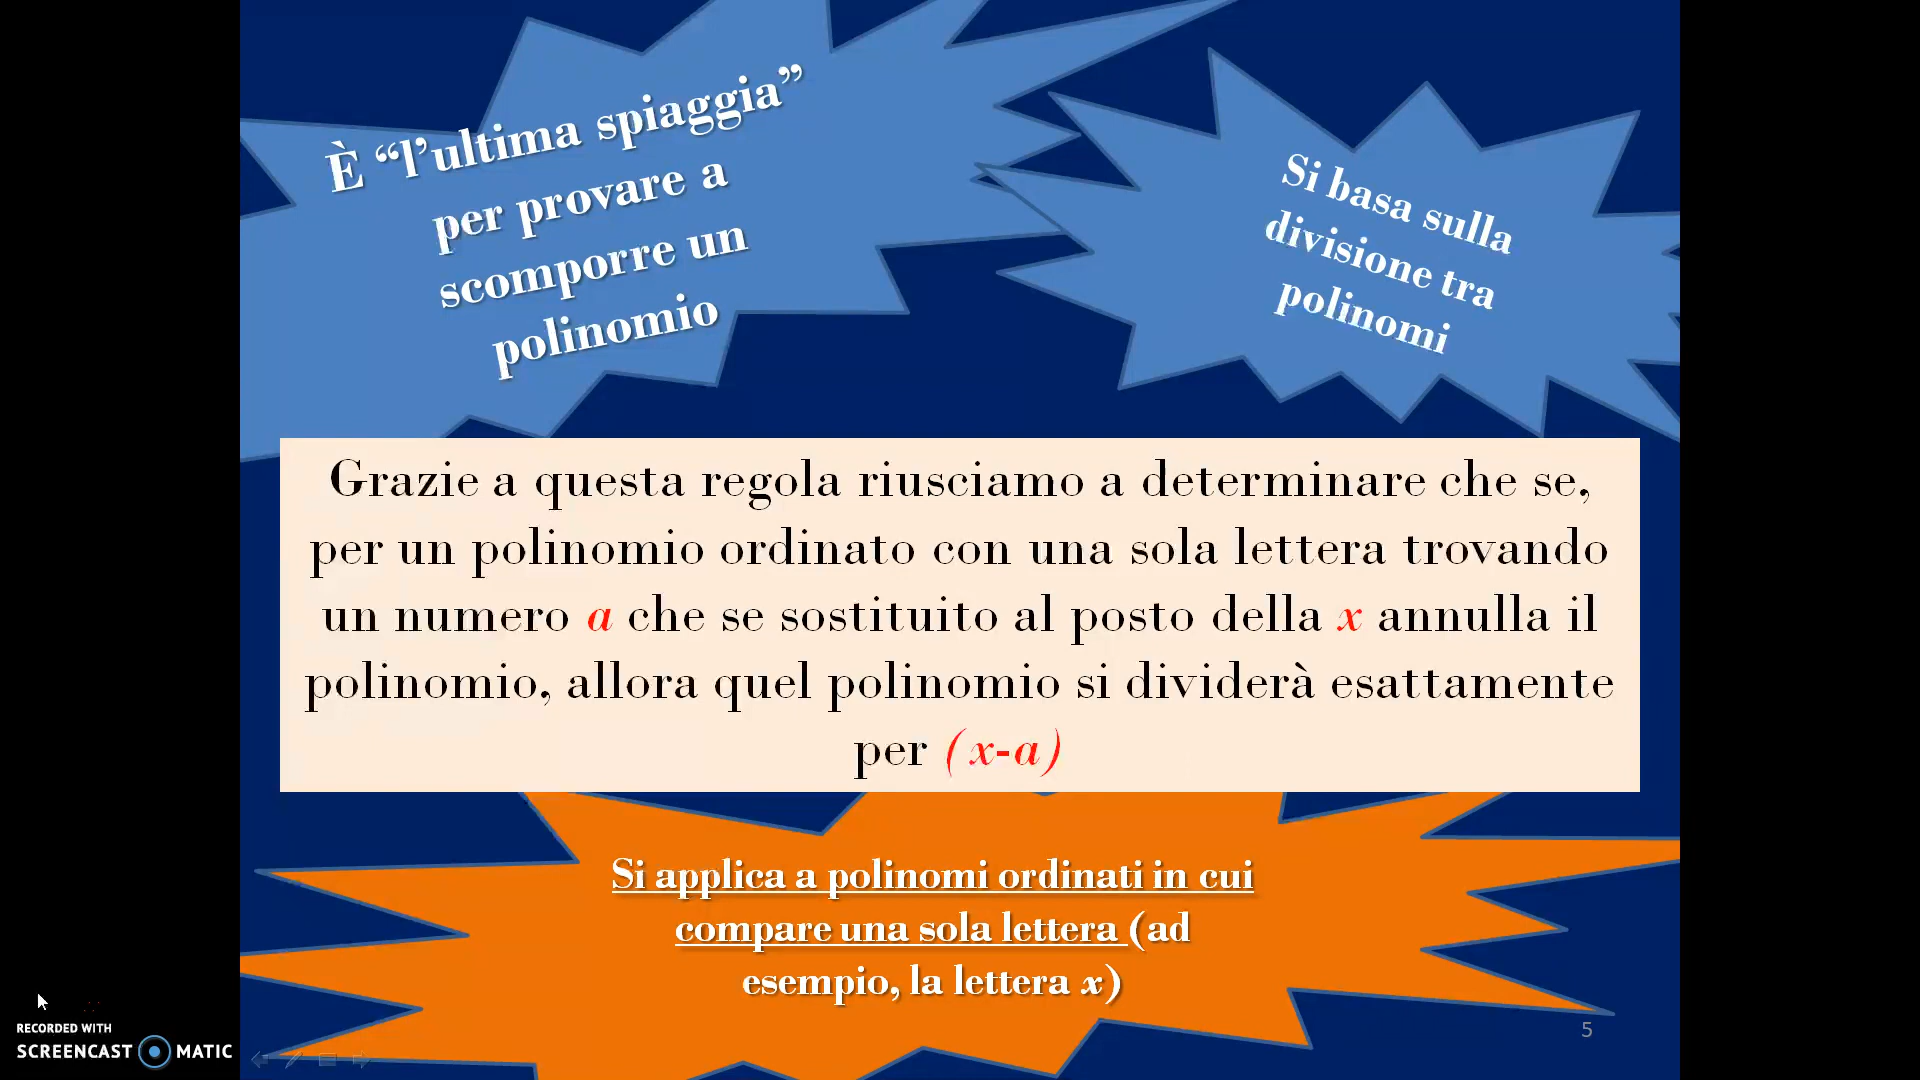 È “l’ultima spiaggia”
per provare a
scomporre un
polinomio
Si basa sulla
divisione tra
polinomi
Grazie a questa regola riusciamo a determinare che se,
per un polinomio ordinato con una sola lettera trovando
un numero a che se sostituito al posto della x annulla il
polinomio, allora quel polinomio si dividerà esattamente
per (x-a)
Si applica a polinomi ordinati in cui
compare una sola lettera (ad
esempio, la lettera x)
5
RECORDED WITH
SCREENCAST MATIC